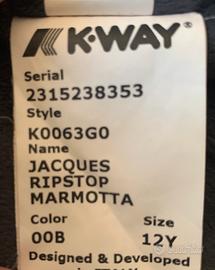 K-WAY®
Serial
2315238353
Style
K0063G0
Name
JACQUES
RIPSTOP
MARMOTTA
Color Size
00B 12Y
Designed & Developed